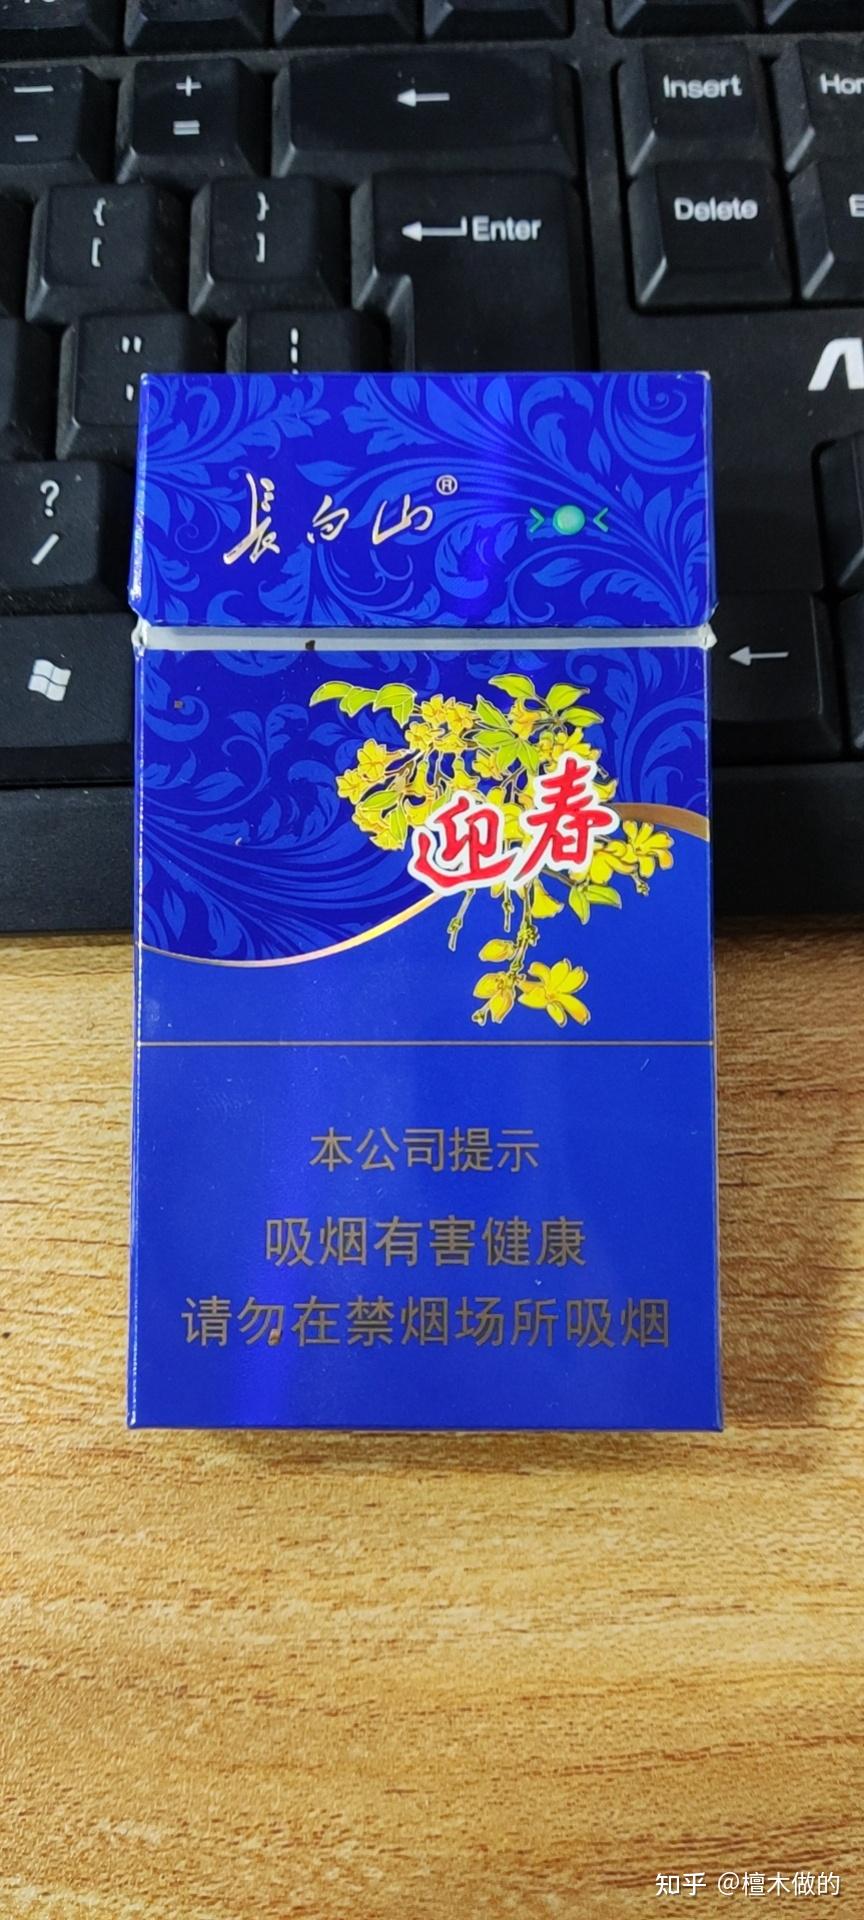 +
=
←
Insert
Hom
{
[
}
]
←Enter
Delete
E
"
'
?
/
長白山®
←
迎春
本公司提示
吸烟有害健康
请勿在禁烟场所吸烟
知乎 @檀木做的